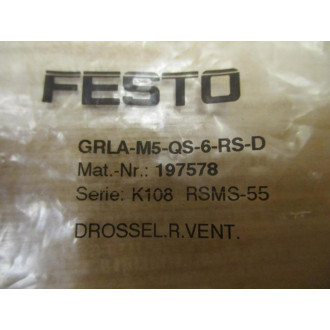 FESTO
GRLA-M5-QS-6-RS-D
Mat.-Nr.: 197578
Serie: K108 RSMS-55
DROSSEL.R.VENT.